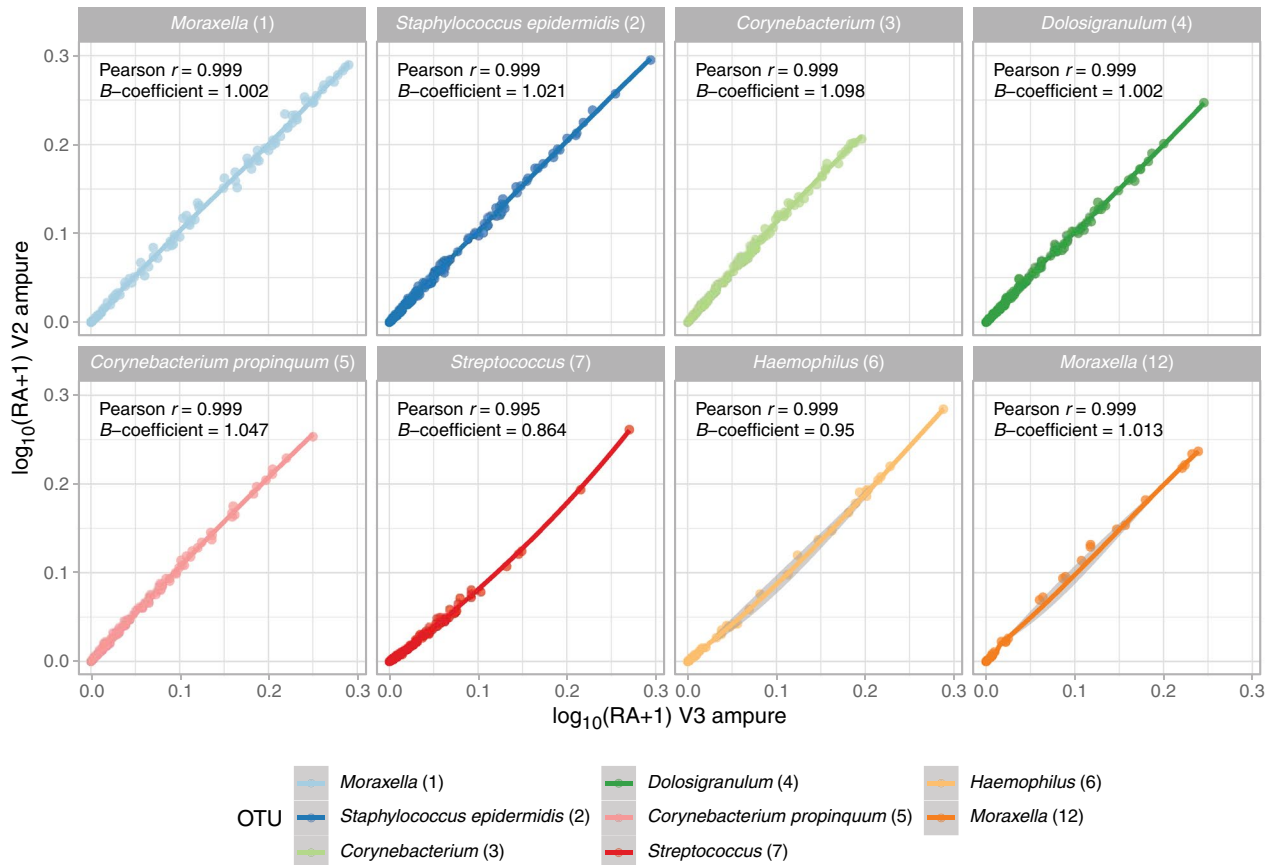 Moraxella (1)
Staphylococcus epidermidis (2)
Corynebacterium (3)
Dolosigranulum (4)
Pearson r = 0.999
B–coefficient = 1.002
Pearson r = 0.999
B–coefficient = 1.021
Pearson r = 0.999
B–coefficient = 1.098
Pearson r = 0.999
B–coefficient = 1.002
0.3
0.2
0.1
0.0
Corynebacterium propinquum (5)
Streptococcus (7)
Haemophilus (6)
Moraxella (12)
Pearson r = 0.999
B–coefficient = 1.047
Pearson r = 0.995
B–coefficient = 0.864
Pearson r = 0.999
B–coefficient = 0.95
Pearson r = 0.999
B–coefficient = 1.013
0.3
0.2
0.1
0.0
log10(RA+1) V2 ampure
0.0 0.1 0.2 0.3
0.0 0.1 0.2 0.3
0.0 0.1 0.2 0.3
0.0 0.1 0.2 0.3
log10(RA+1) V3 ampure
OTU
Moraxella (1)
Staphylococcus epidermidis (2)
Corynebacterium (3)
Dolosigranulum (4)
Corynebacterium propinquum (5)
Streptococcus (7)
Haemophilus (6)
Moraxella (12)